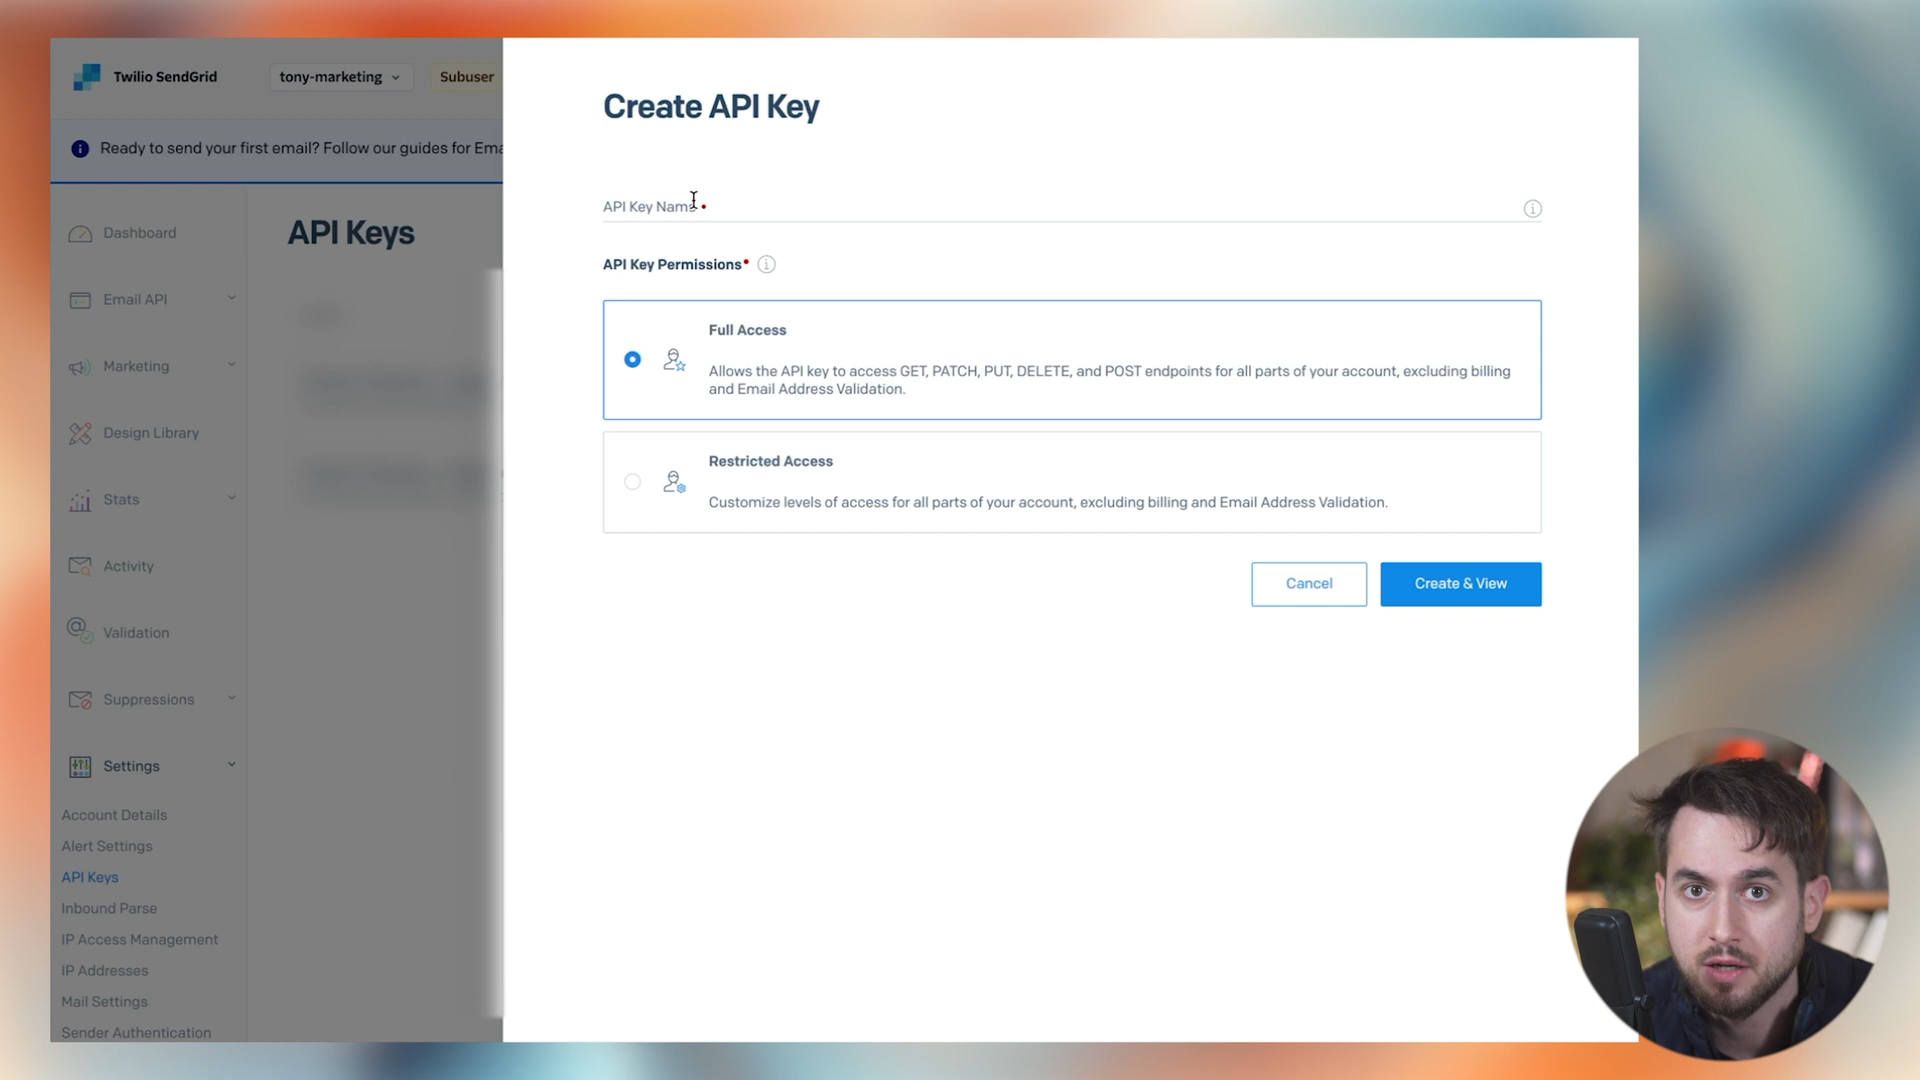 Twilio SendGrid
tony-marketing
Subuser
Ready to send your first email? Follow our guides for Ema
Dashboard
Email API
Marketing
Design Library
Stats
Activity
Validation
Suppressions
Settings
Account Details
Alert Settings
API Keys
Inbound Parse
IP Access Management
IP Addresses
Mail Settings
Sender Authentication
API Keys
Create API Key
API Key Name
API Key Permissions
Full Access
Allows the API key to access GET, PATCH, PUT, DELETE, and POST endpoints for all parts of your account, excluding billing
and Email Address Validation.
Restricted Access
Customize levels of access for all parts of your account, excluding billing and Email Address Validation.
Cancel
Create & View